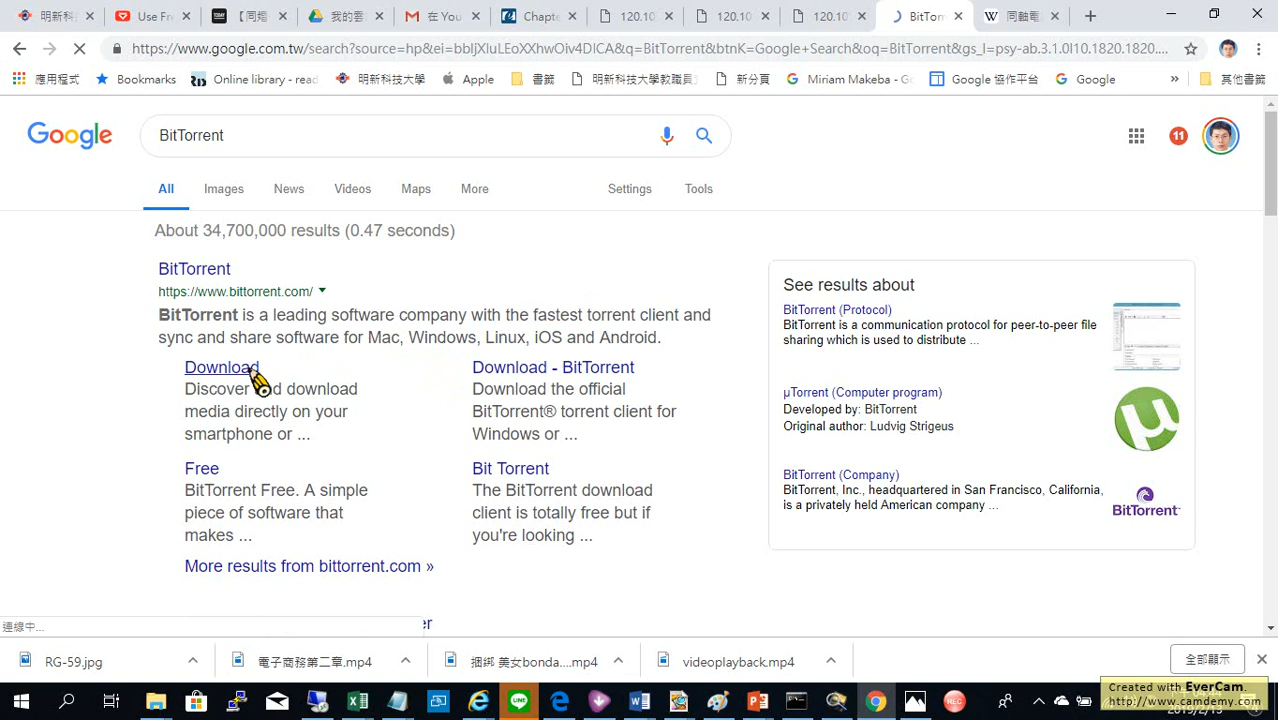 明新科
Use Fre
【同烴
我的雲
在 You
Chapte
120.10
120.10
120.10
BitTorr
同軸電
https://www.google.com.tw/search?source=hp&ei=bbljXIuLEoXXhwOiv4DICA&q=BitTorrent&btnK=Google+Search&oq=BitTorrent&gs_l=psy-ab.3.1.0l10.1820.1820....
應用程式
Bookmarks
Online library - read
明新科技大學
Apple
書籤
明新科技大學教職員
新分頁
Miriam Makeba - Go
Google 協作平台
Google
»
其他書籤
Google
BitTorrent
11
All Images News Videos Maps More Settings Tools
About 34,700,000 results (0.47 seconds)
BitTorrent
https://www.bittorrent.com/
BitTorrent is a leading software company with the fastest torrent client and
sync and share software for Mac, Windows, Linux, iOS and Android.
Download
Discover nd download
media directly on your
smartphone or ...
Download - BitTorrent
Download the official
BitTorrent® torrent client for
Windows or ...
Free
BitTorrent Free. A simple
piece of software that
makes ...
Bit Torrent
The BitTorrent download
client is totally free but if
you're looking ...
More results from bittorrent.com »
er
See results about
BitTorrent (Protocol)
BitTorrent is a communication protocol for peer-to-peer file
sharing which is used to distribute ...
µTorrent (Computer program)
Developed by: BitTorrent
Original author: Ludvig Strigeus
BitTorrent (Company)
BitTorrent, Inc., headquartered in San Francisco, California,
is a privately held American company ...
BitTorrent
連線中...
RG-59.jpg
電子商務第二章.mp4
捆綁 美女bonda....mp4
videoplayback.mp4
全部顯示
LINE
REC
Created with EverCam.
http://www.camdemy.com